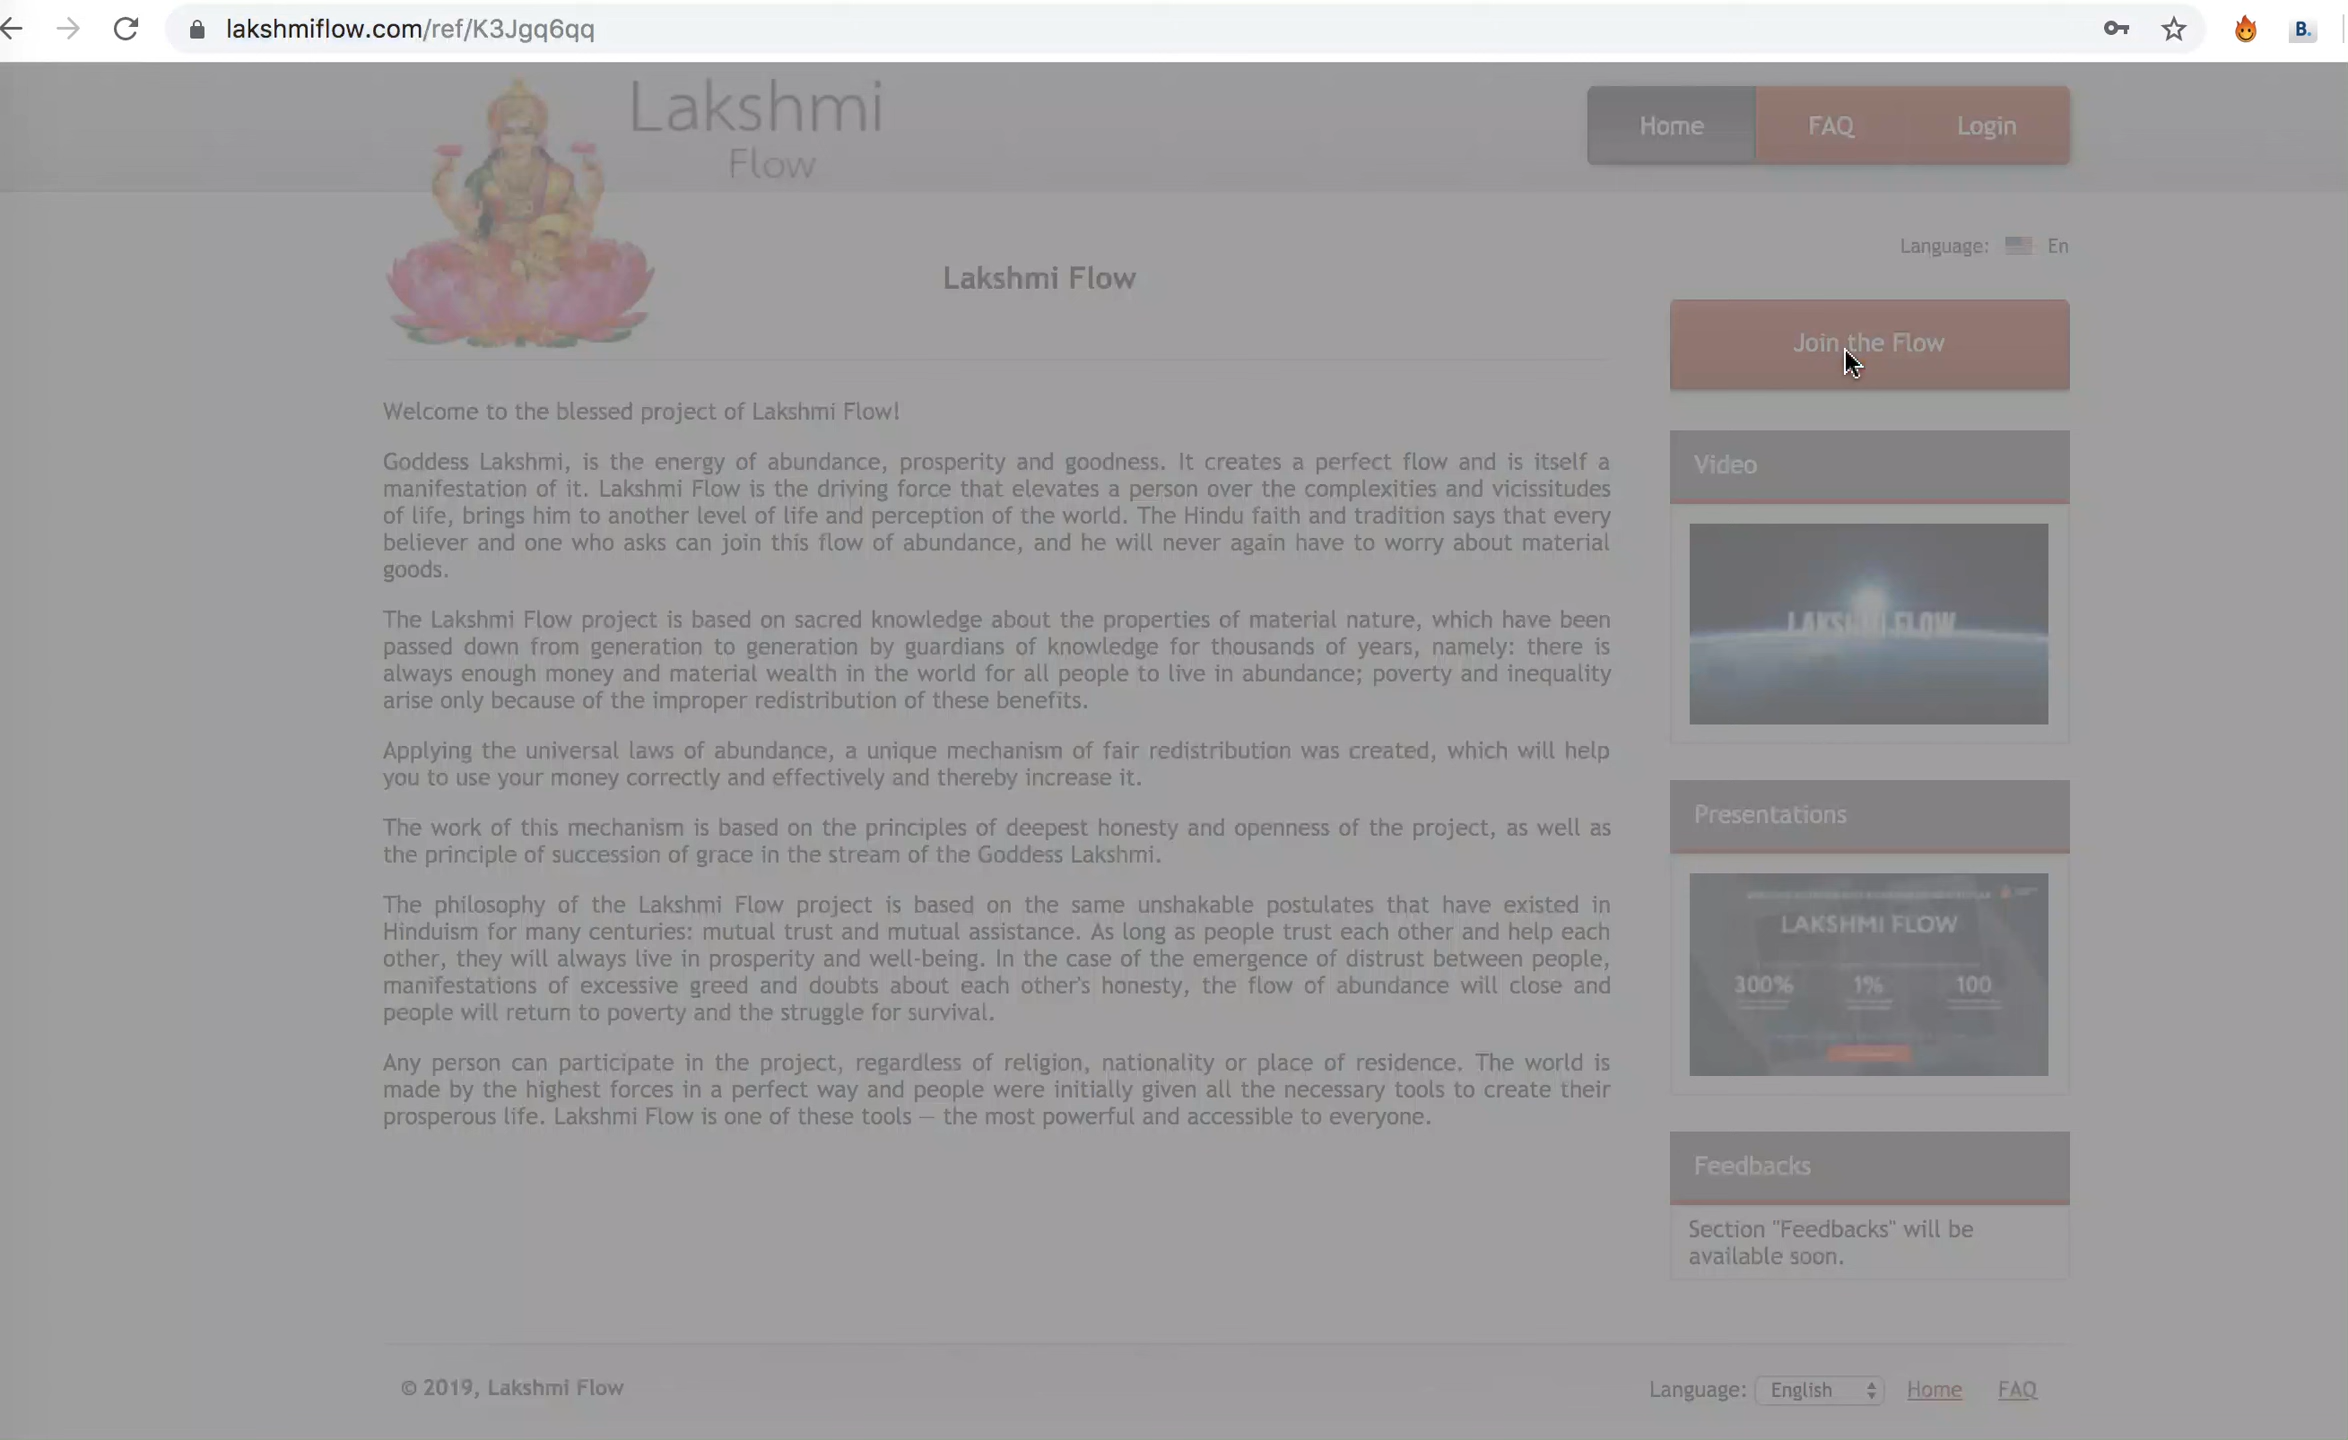 lakshmiflow.com/ref/K3Jgq6qq
B.
Lakshmi
Flow
Home
FAQ
Login
Language: En
Lakshmi Flow
Join the Flow
Welcome to the blessed project of Lakshmi Flow!
Goddess Lakshmi, is the energy of abundance, prosperity and goodness. It creates a perfect flow and is itself a
manifestation of it. Lakshmi Flow is the driving force that elevates a person over the complexities and vicissitudes
of life, brings him to another level of life and perception of the world. The Hindu faith and tradition says that every
believer and one who asks can join this flow of abundance, and he will never again have to worry about material
goods.
The Lakshmi Flow project is based on sacred knowledge about the properties of material nature, which have been
passed down from generation to generation by guardians of knowledge for thousands of years, namely: there is
always enough money and material wealth in the world for all people to live in abundance; poverty and inequality
arise only because of the improper redistribution of these benefits.
Applying the universal laws of abundance, a unique mechanism of fair redistribution was created, which will help
you to use your money correctly and effectively and thereby increase it.
The work of this mechanism is based on the principles of deepest honesty and openness of the project, as well as
the principle of succession of grace in the stream of the Goddess Lakshmi.
The philosophy of the Lakshmi Flow project is based on the same unshakable postulates that have existed in
Hinduism for many centuries: mutual trust and mutual assistance. As long as people trust each other and help each
other, they will always live in prosperity and well-being. In the case of the emergence of distrust between people,
manifestations of excessive greed and doubts about each other's honesty, the flow of abundance will close and
people will return to poverty and the struggle for survival.
Any person can participate in the project, regardless of religion, nationality or place of residence. The world is
made by the highest forces in a perfect way and people were initially given all the necessary tools to create their
prosperous life. Lakshmi Flow is one of these tools — the most powerful and accessible to everyone.
Video
LAKSHMI FLOW
Presentations
LAKSHMI FLOW
300% 1% 100
Feedbacks
Section "Feedbacks" will be
available soon.
© 2019, Lakshmi Flow
Language: English Home FAQ